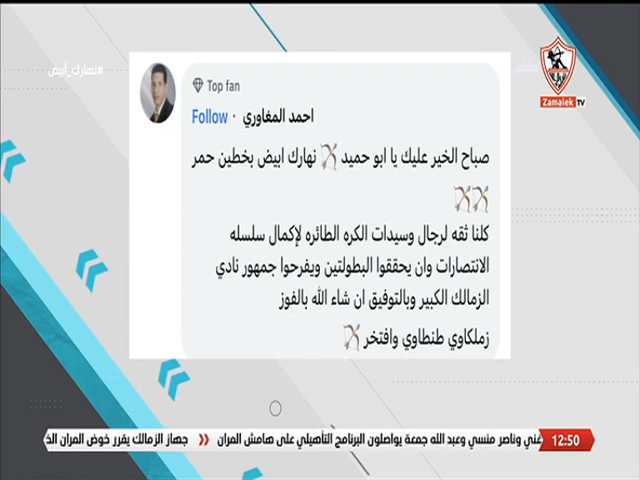 #نهارك_أبيض
Zamalek TV
Top fan
احمد المغاوري · Follow
صباح الخير عليك يا ابو حميد 🏹 نهارك ابيض بخطين حمر
🏹🏹
كلنا ثقه لرجال وسيدات الكره الطائره لإكمال سلسله
الانتصارات وان يحققوا البطولتين ويفرحوا جمهور نادي
الزمالك الكبير وبالتوفيق ان شاء الله بالفوز
زملكاوي طنطاوي وافتخر 🏹
12:50
غني وناصر منسي وعبد الله جمعة يواصلون البرنامج التأهيلي على هامش المران » جهاز الزمالك يقرر خوض المران الخ